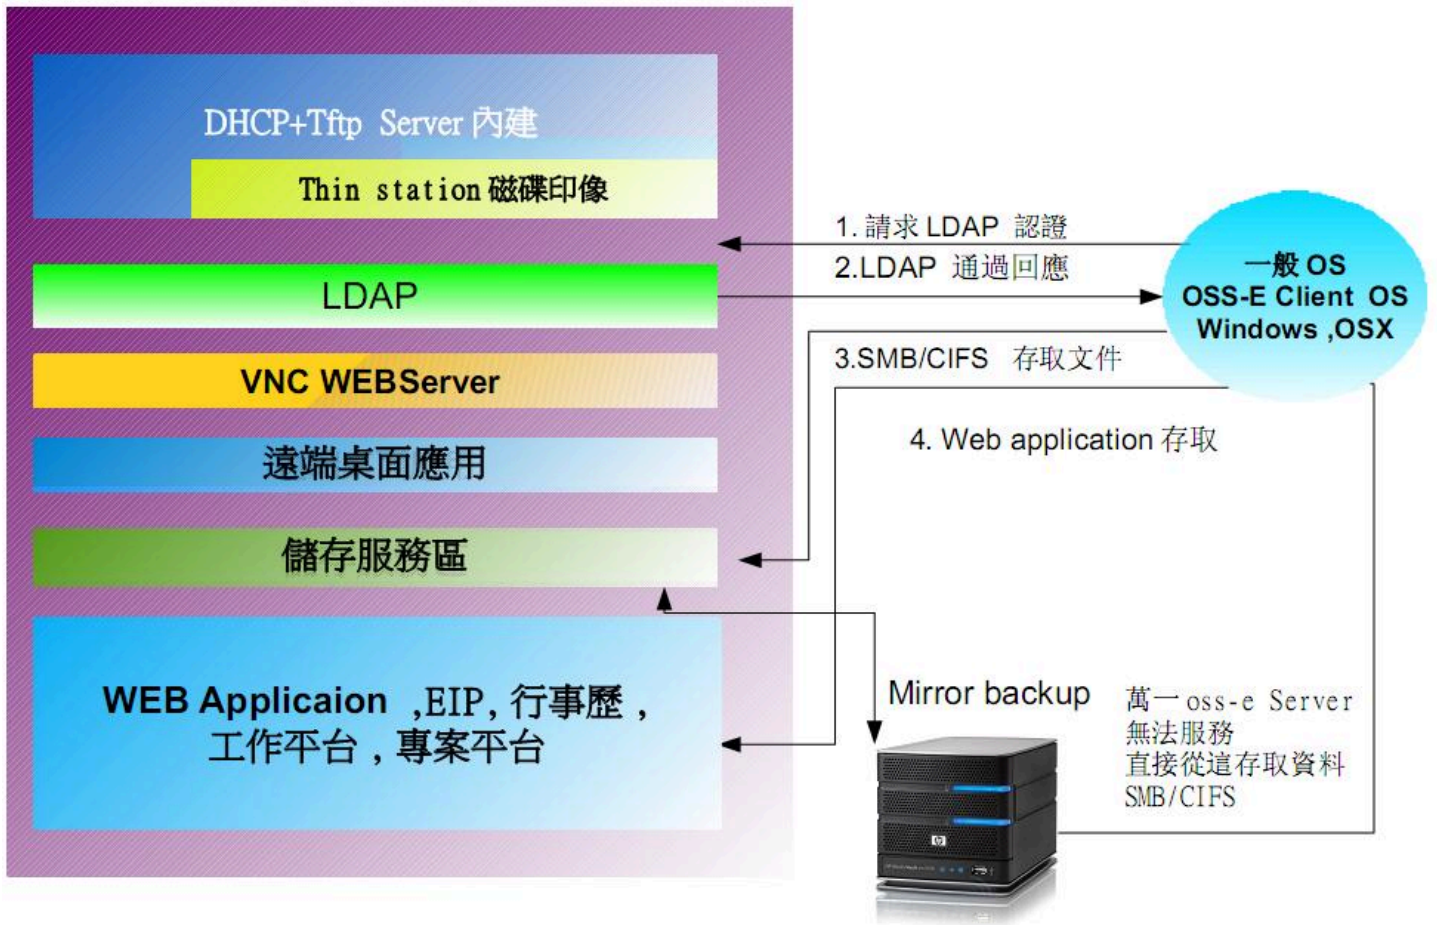 DHCP+Tftp Server 內建
Thin station 磁碟印像
LDAP
VNC WEBServer
遠端桌面應用
儲存服務區
WEB Applicaion ,EIP, 行事歷 ,
工作平台 , 專案平台
1. 請求 LDAP 認證
2.LDAP 通過回應
3.SMB/CIFS 存取文件
4. Web application 存取
一般 OS
OSS-E Client OS
Windows ,OSX
Mirror backup
萬一 oss-e Server
無法服務
直接從這存取資料
SMB/CIFS
hp